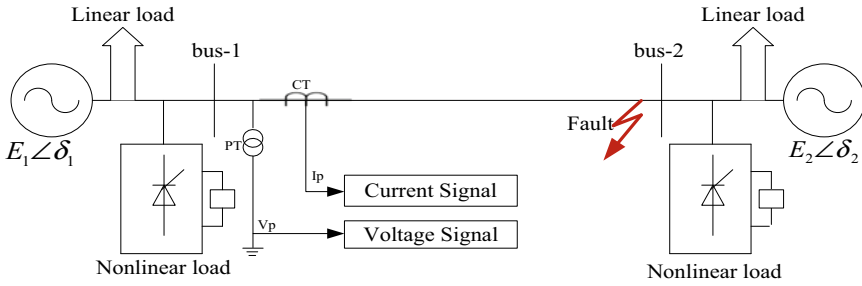 Linear load
bus-1
CT
bus-2
Linear load
Fault
E₁∠δ₁
PT
E₂∠δ₂
Ip
Current Signal
Vp
Voltage Signal
Nonlinear load
Nonlinear load